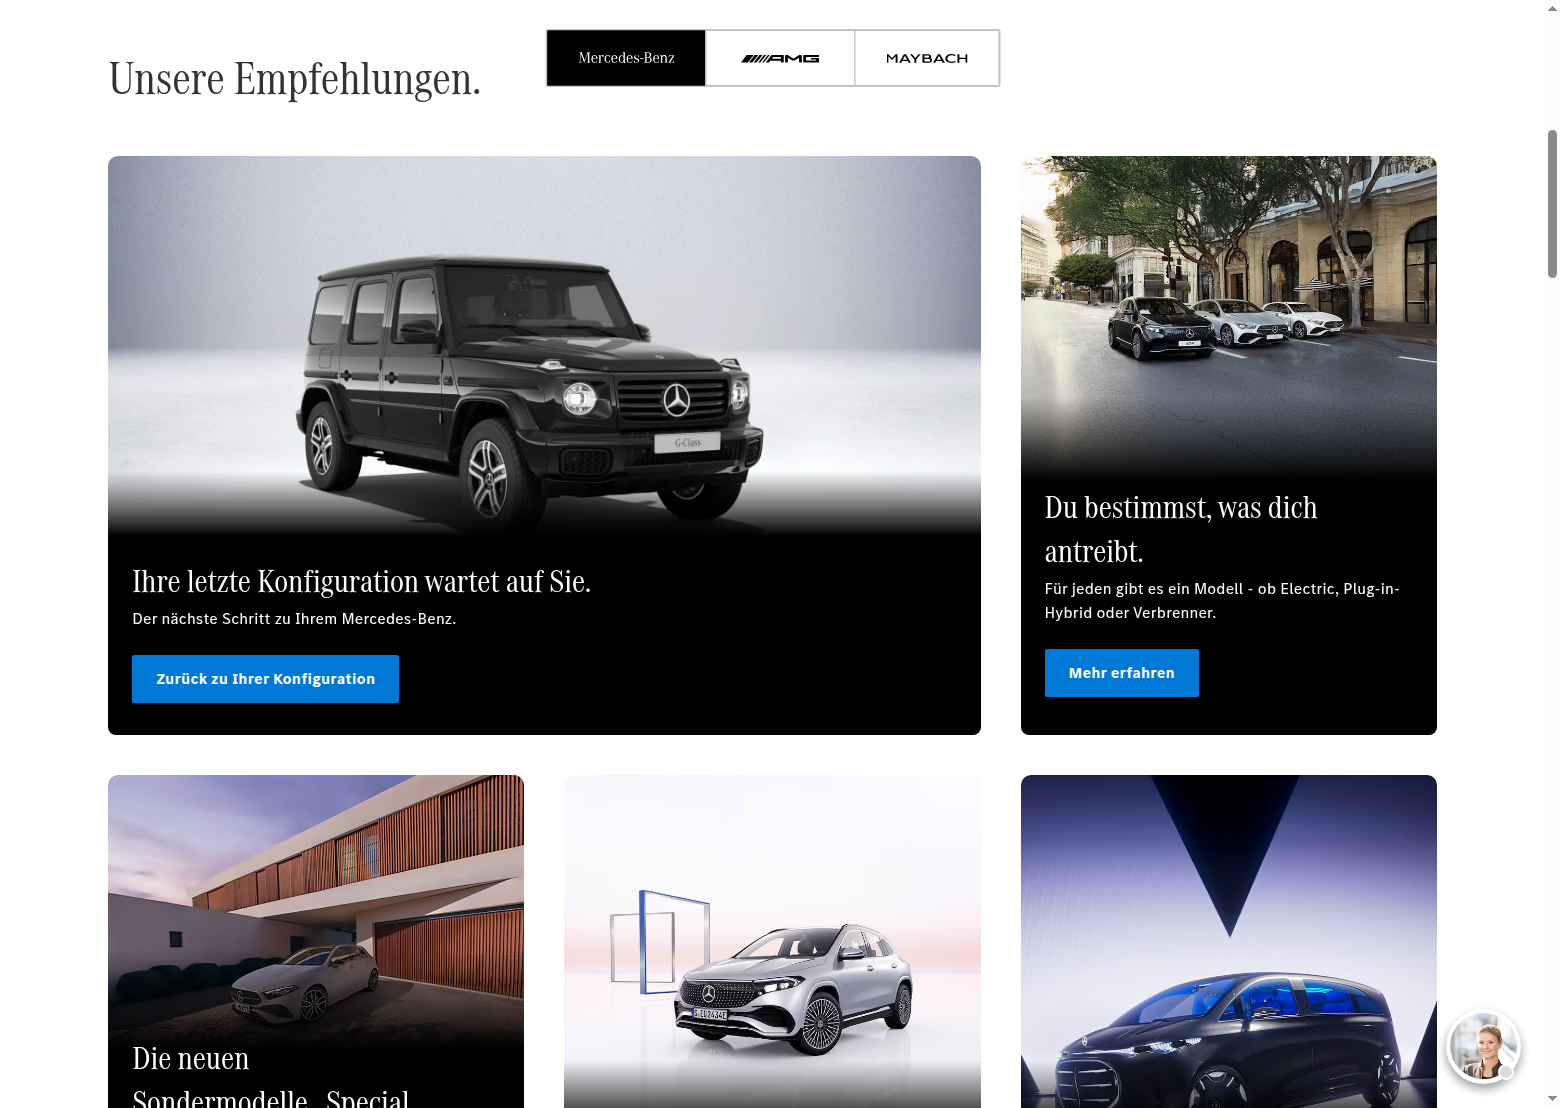 Unsere Empfehlungen.
Mercedes-Benz
AMG
MAYBACH
G-Class
Ihre letzte Konfiguration wartet auf Sie.
Der nächste Schritt zu Ihrem Mercedes-Benz.
Zurück zu Ihrer Konfiguration
Du bestimmst, was dich
antreibt.
Für jeden gibt es ein Modell - ob Electric, Plug-in-
Hybrid oder Verbrenner.
Mehr erfahren
Die neuen
Sondermodelle
Special